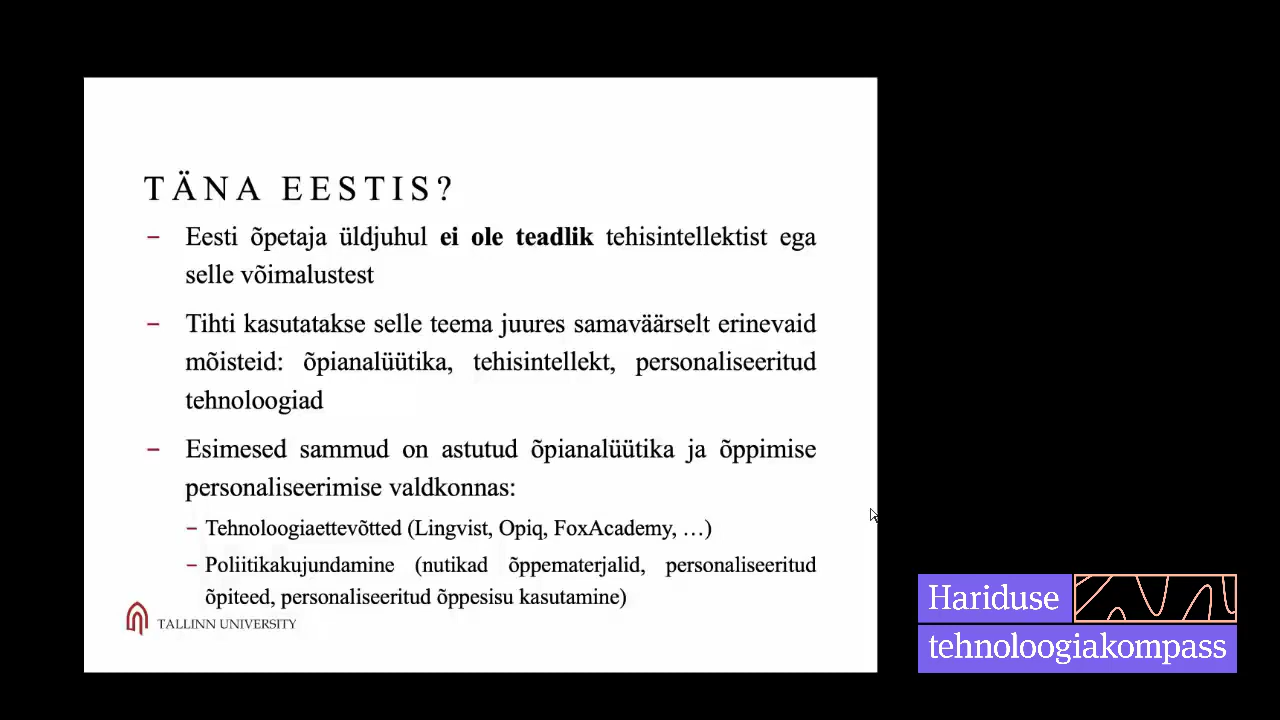 TÄNA EESTIS?
– Eesti õpetaja üldjuhul ei ole teadlik tehisintellektist ega
selle võimalustest
– Tihti kasutatakse selle teema juures samaväärselt erinevaid
mõisteid: õpianalüütika, tehisintellekt, personaliseeritud
tehnoloogiad
– Esimesed sammud on astutud õpianalüütika ja õppimise
personaliseerimise valdkonnas:
– Tehnoloogiaettevõtted (Lingvist, Opiq, FoxAcademy, …)
– Poliitikakujundamine (nutikad õppematerjalid, personaliseeritud
õpiteed, personaliseeritud õppesisu kasutamine)
TALLINN UNIVERSITY
Hariduse
tehnoloogiakompass